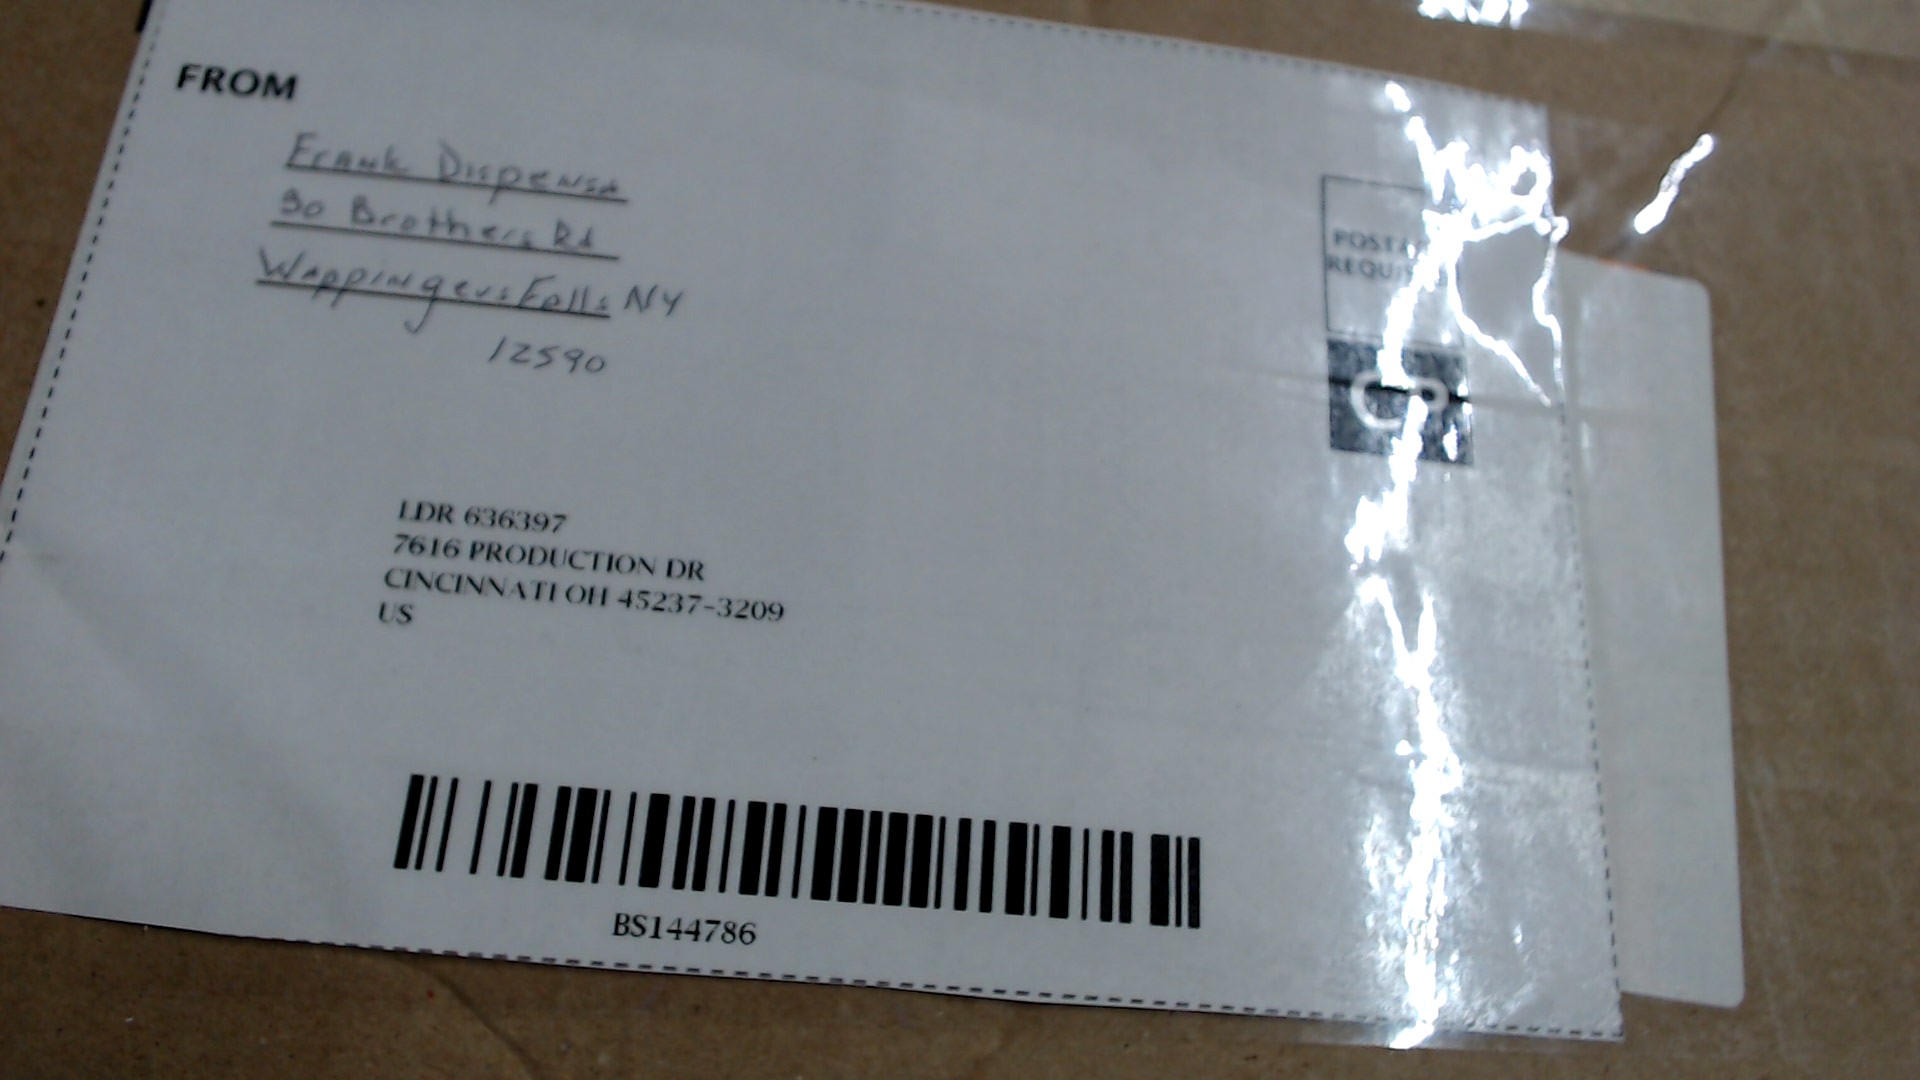 FROM
Frank Dispensa
90 Brothers Rd
Wappingers Falls NY
12590
LDR 636397
7616 PRODUCTION DR
CINCINNATI OH 45237-3209
US
BS144786